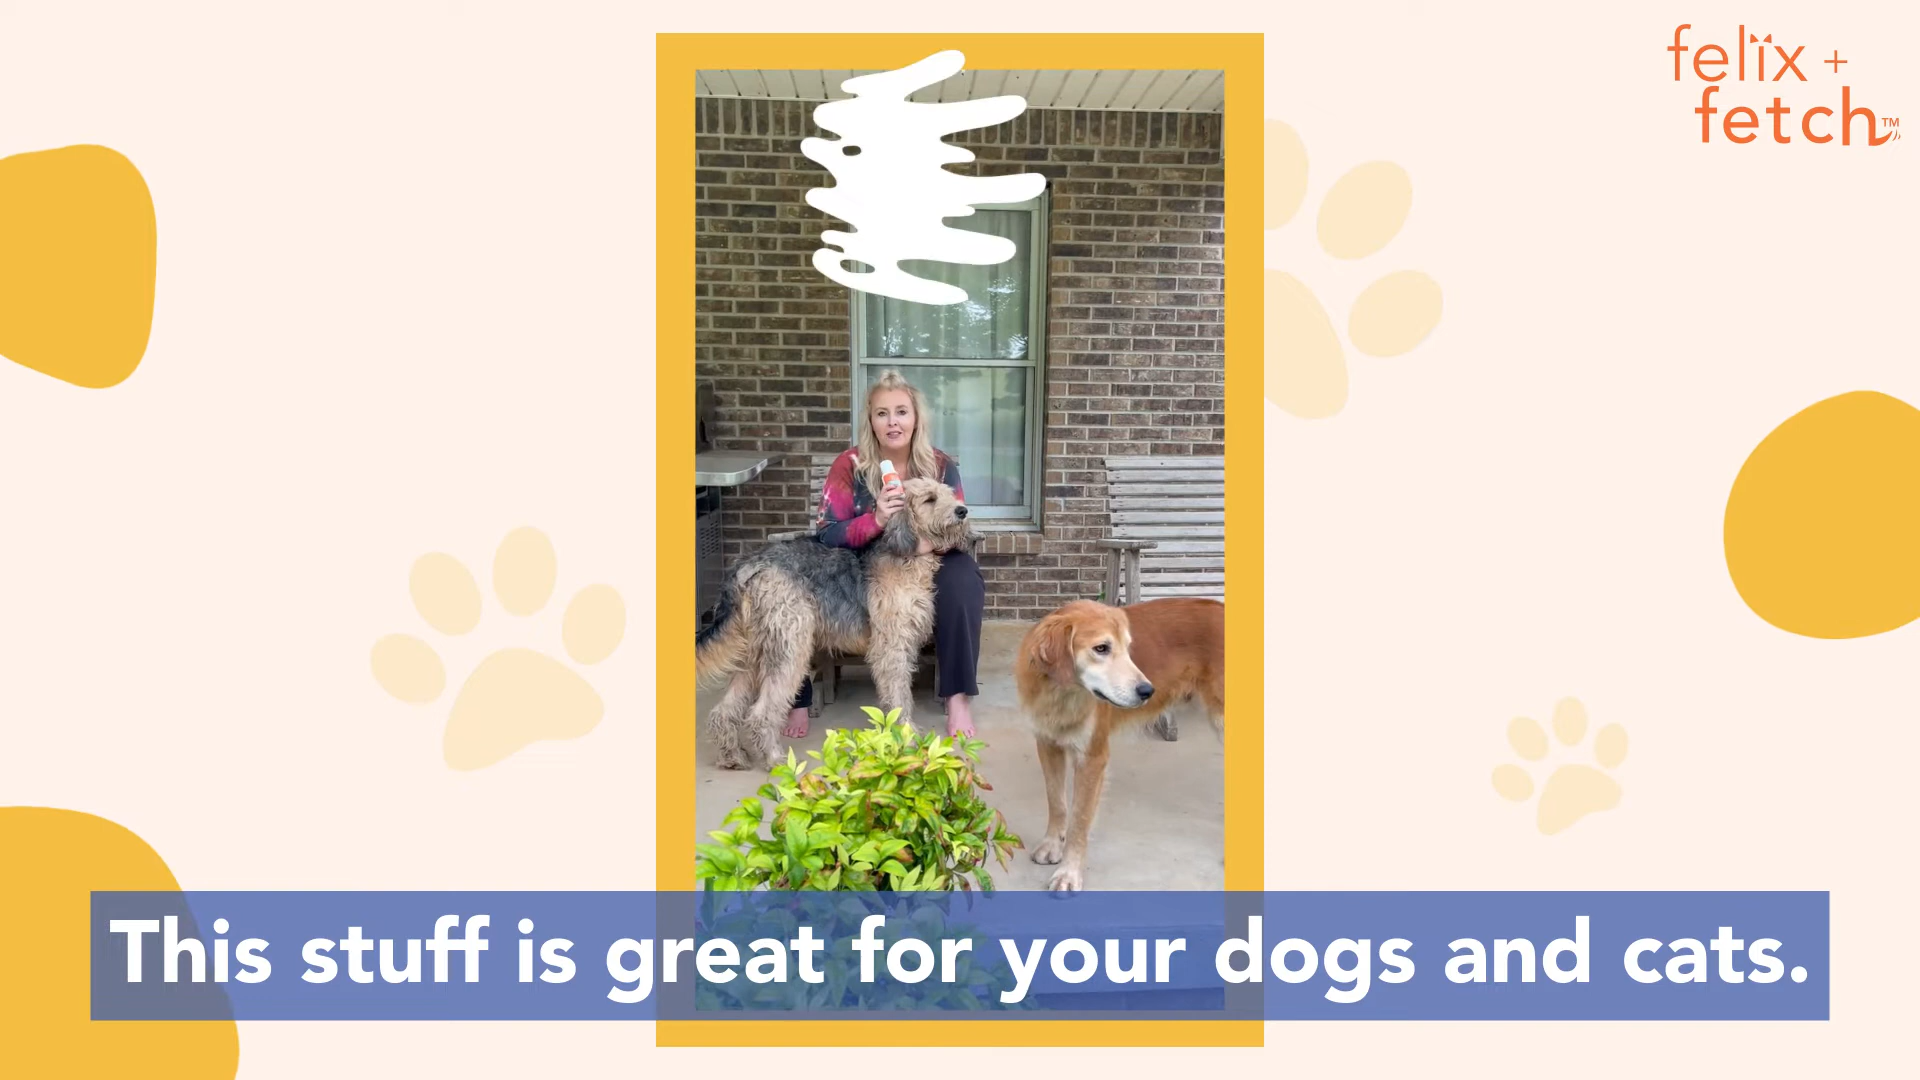 felix +
fetch™
This stuff is great for your dogs and cats.